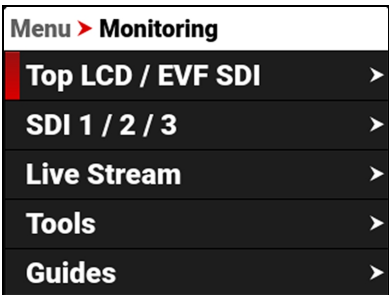 Menu ➤ Monitoring
Top LCD / EVF SDI
SDI 1 / 2 / 3
Live Stream
Tools
Guides